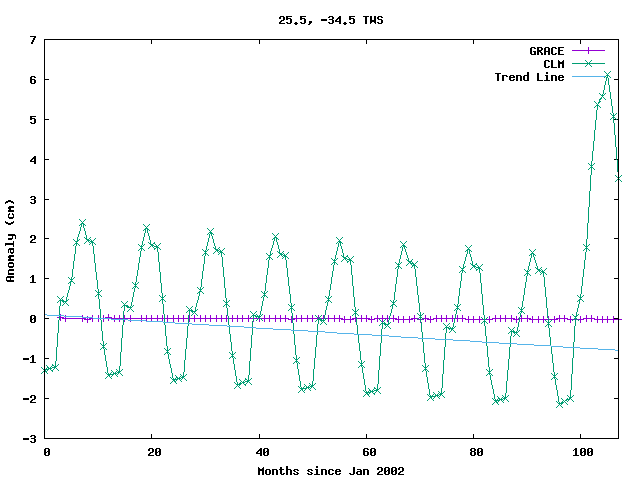 25.5, -34.5 TWS
GRACE
CLM
Trend Line
7
6
5
4
3
2
1
0
-1
-2
-3
Anomaly (cm)
0 20 40 60 80 100
Months since Jan 2002